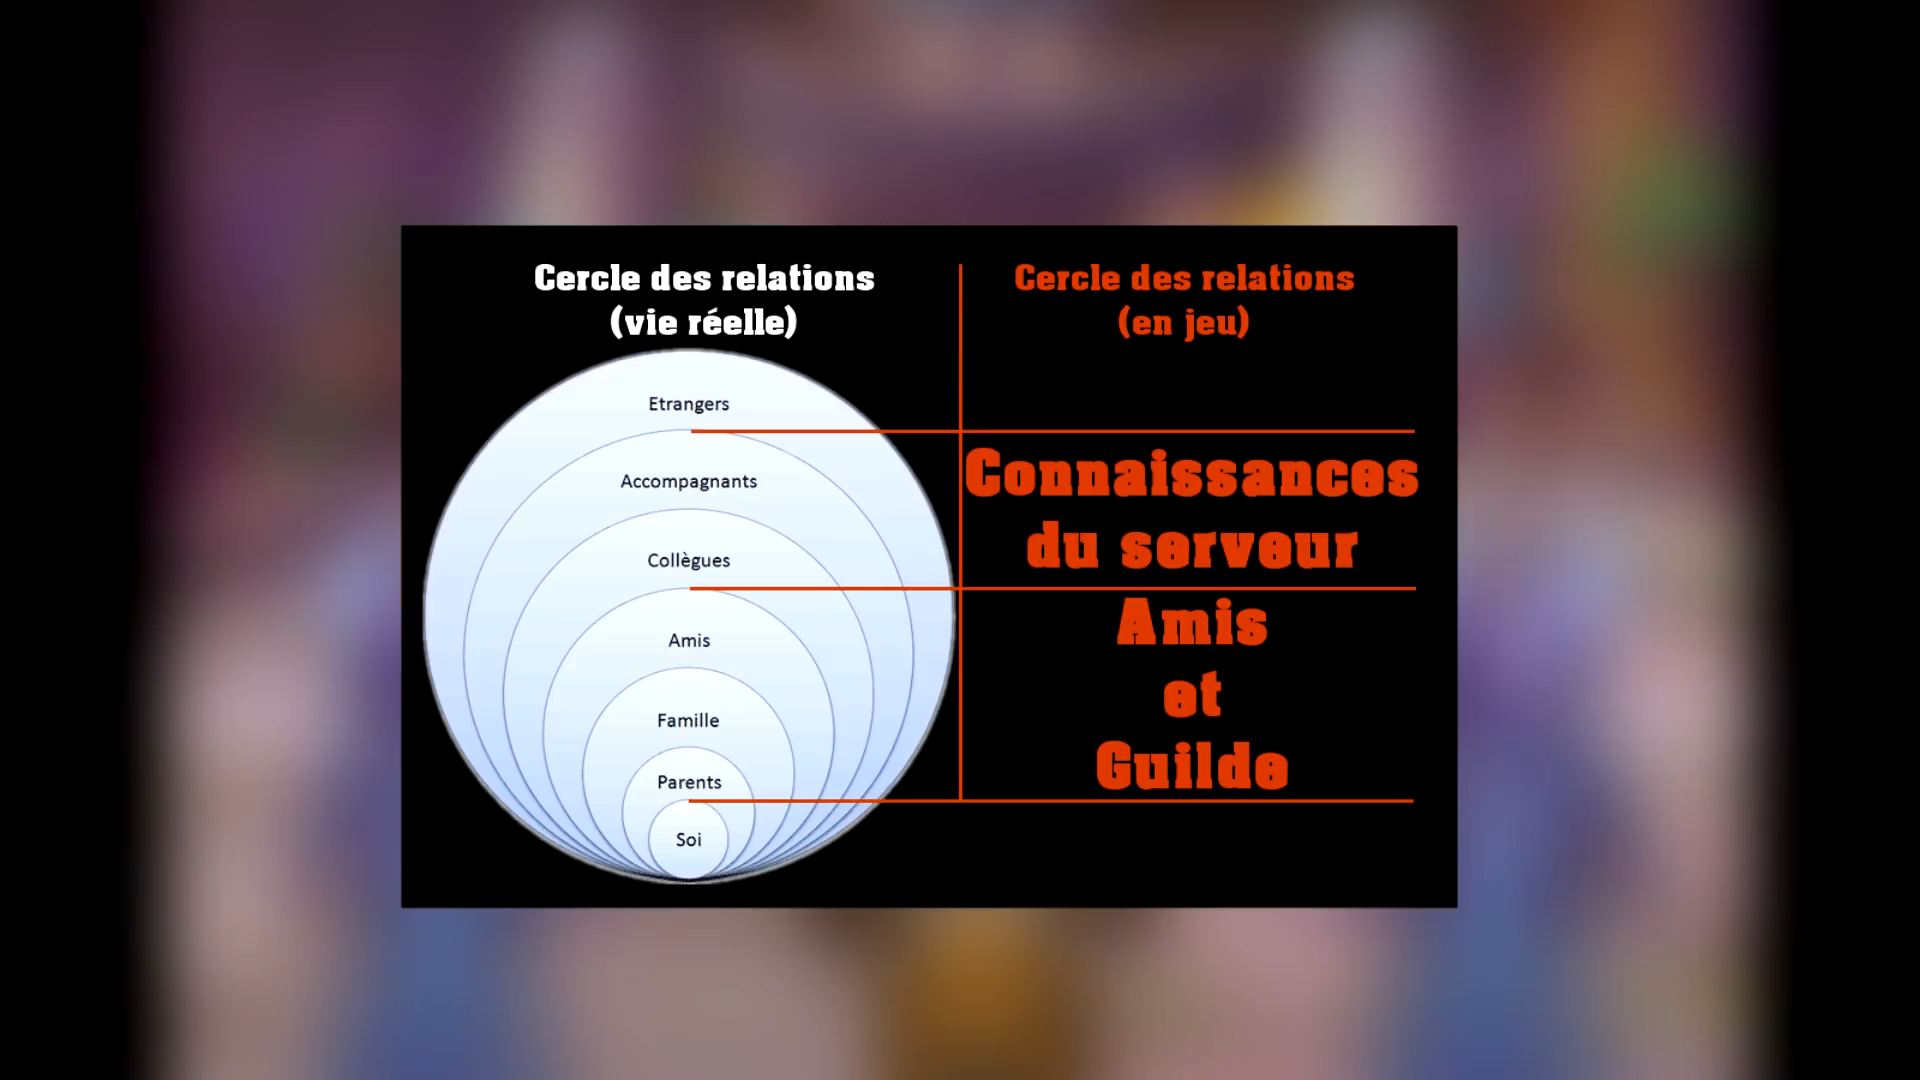 Cercle des relations
(vie réelle)
Cercle des relations
(en jeu)
Etrangers
Accompagnants
Collègues
Amis
Famille
Parents
Soi
Connaissances
du serveur
Amis
et
Guilde